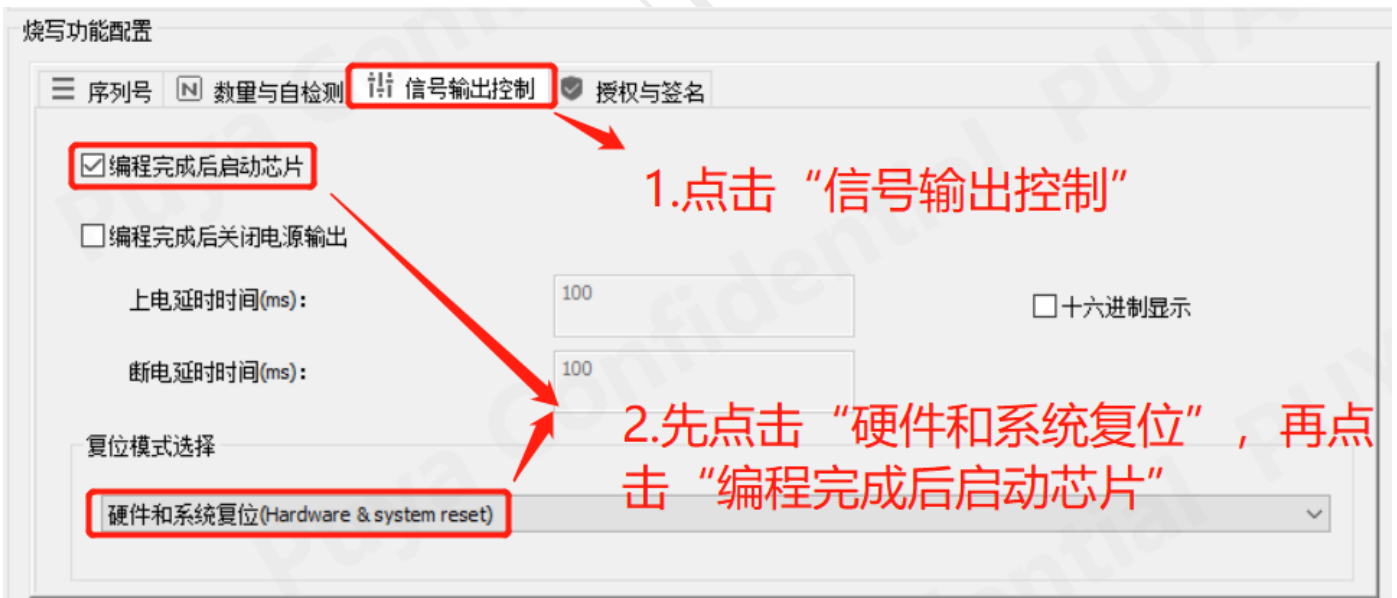 烧写功能配置
序列号 N 数量与自检测 信号输出控制 授权与签名
编程完成后启动芯片
1.点击“信号输出控制”
编程完成后关闭电源输出
上电延时时间(ms): 100 十六进制显示
断电延时时间(ms): 100
2.先点击“硬件和系统复位”，再点
击“编程完成后启动芯片”
复位模式选择
硬件和系统复位(Hardware & system reset)
Puya Confidential PUYA
Puya Confidential PUY